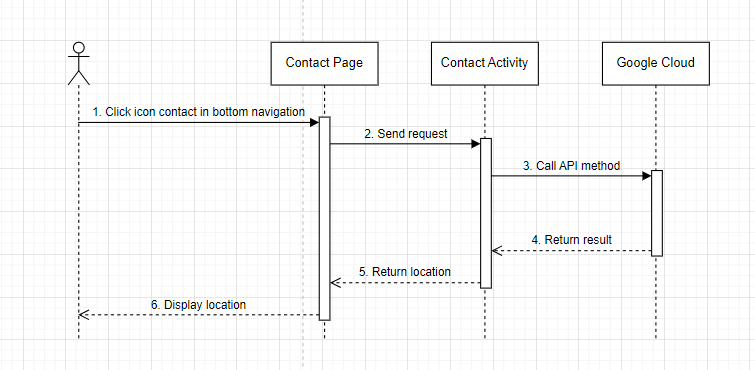 Contact Page
Contact Activity
Google Cloud
1. Click icon contact in bottom navigation
2. Send request
3. Call API method
4. Return result
5. Return location
6. Display location